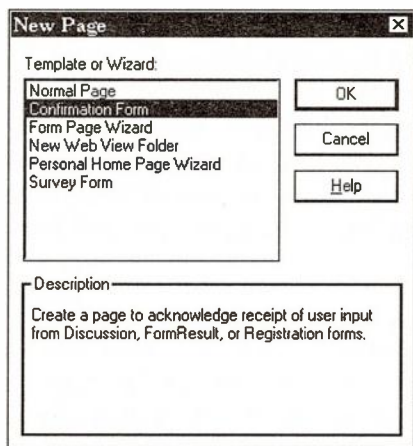 New Page
Template or Wizard:
Normal Page
Confirmation Form
Form Page Wizard
New Web View Folder
Personal Home Page Wizard
Survey Form
OK
Cancel
Help
Description
Create a page to acknowledge receipt of user input
from Discussion, FormResult, or Registration forms.